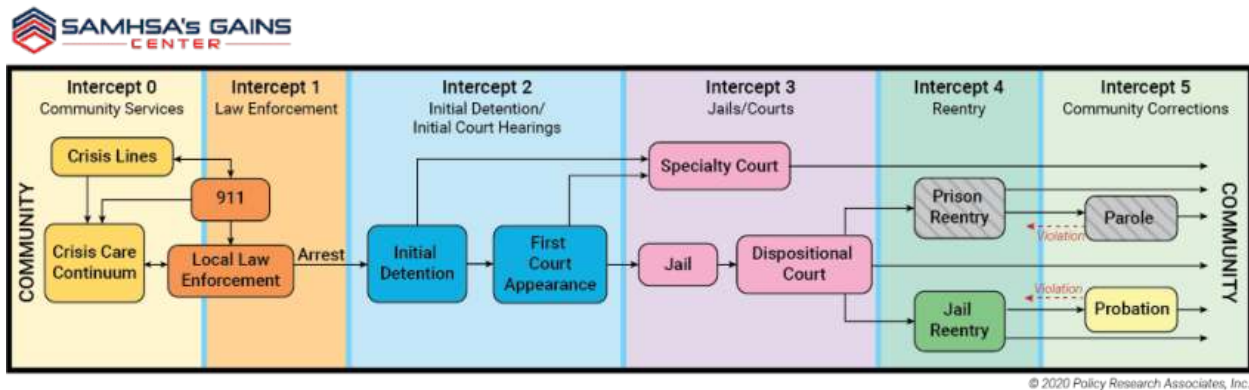 SAMHSA's GAINS
CENTER
Intercept 0
Community Services
Intercept 1
Law Enforcement
Intercept 2
Initial Detention/
Initial Court Hearings
Intercept 3
Jails/Courts
Intercept 4
Reentry
Intercept 5
Community Corrections
COMMUNITY
Crisis Lines
911
Crisis Care
Continuum
Local Law
Enforcement
Arrest
Initial
Detention
First
Court
Appearance
Specialty Court
Jail
Dispositional
Court
Prison
Reentry
Violation
Parole
Jail
Reentry
Violation
Probation
COMMUNITY
© 2020 Policy Research Associates, Inc.